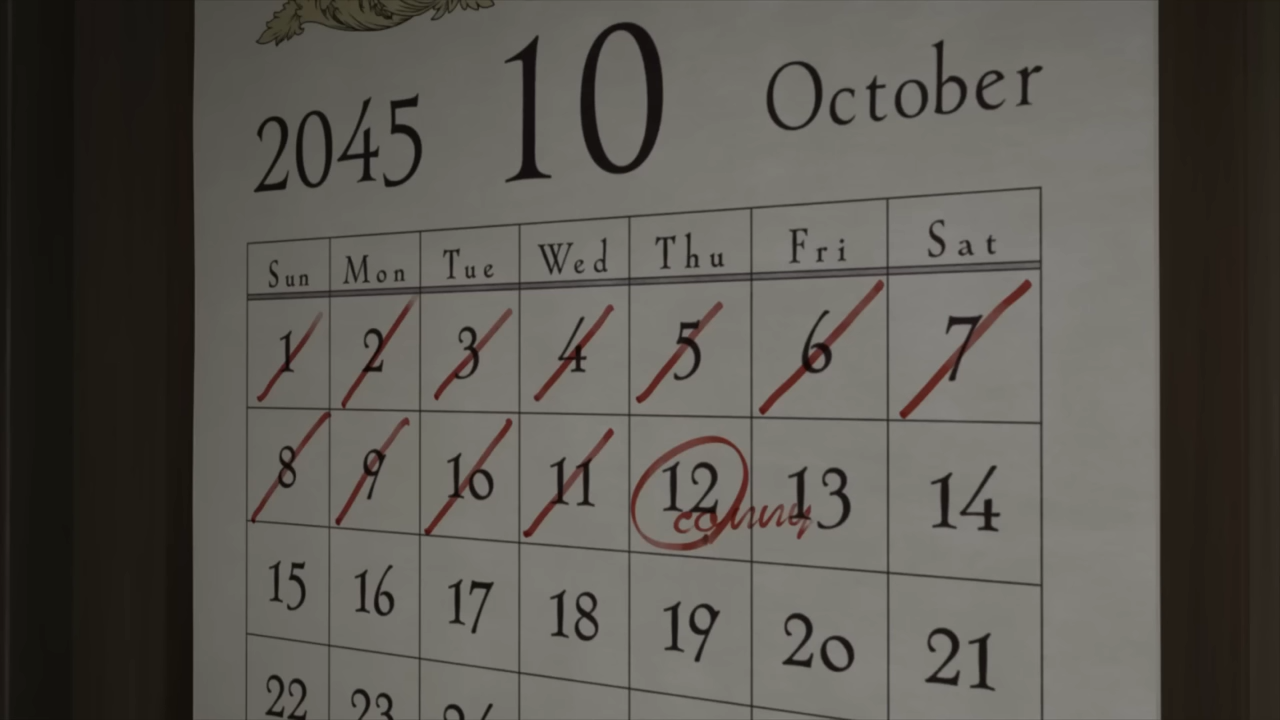 2045 10 October
Sun Mon Tue Wed Thu Fri Sat
1 2 3 4 5 6 7
8 9 10 11 12 13 14
coming
15 16 17 18 19 20 21
22 23